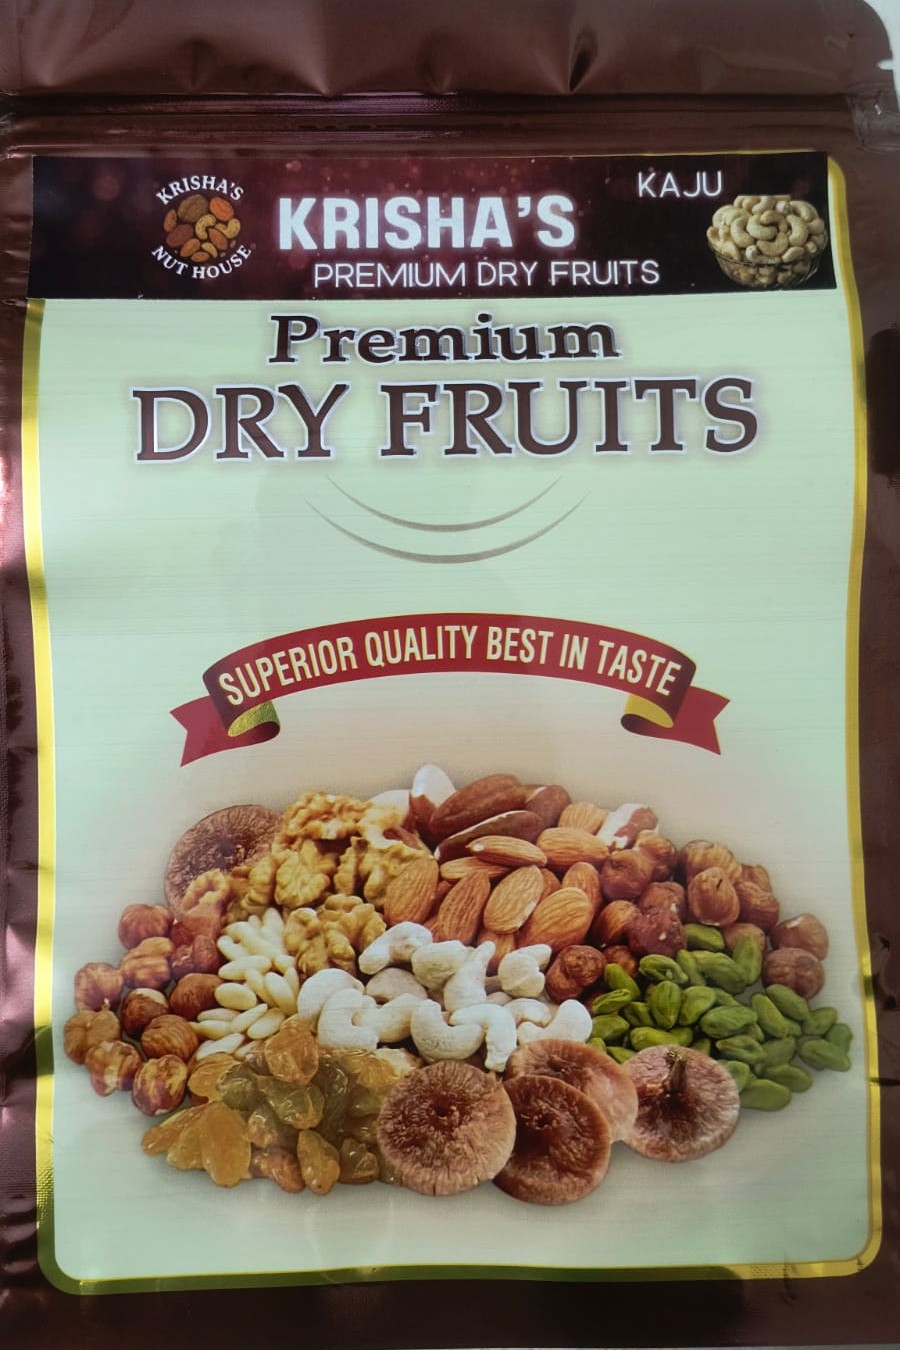 KRISHA'S
NUT HOUSE
KRISHA'S
PREMIUM DRY FRUITS
KAJU
Premium
DRY FRUITS
SUPERIOR QUALITY BEST IN TASTE